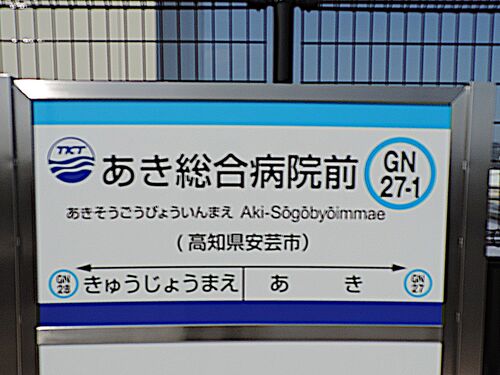 TKT
あき総合病院前
GN
27-1
あきそうごうびょういんまえ Aki-Sōgōbyōimmae
(高知県安芸市)
GN
28
きゅうじょうまえ
あき
GN
27